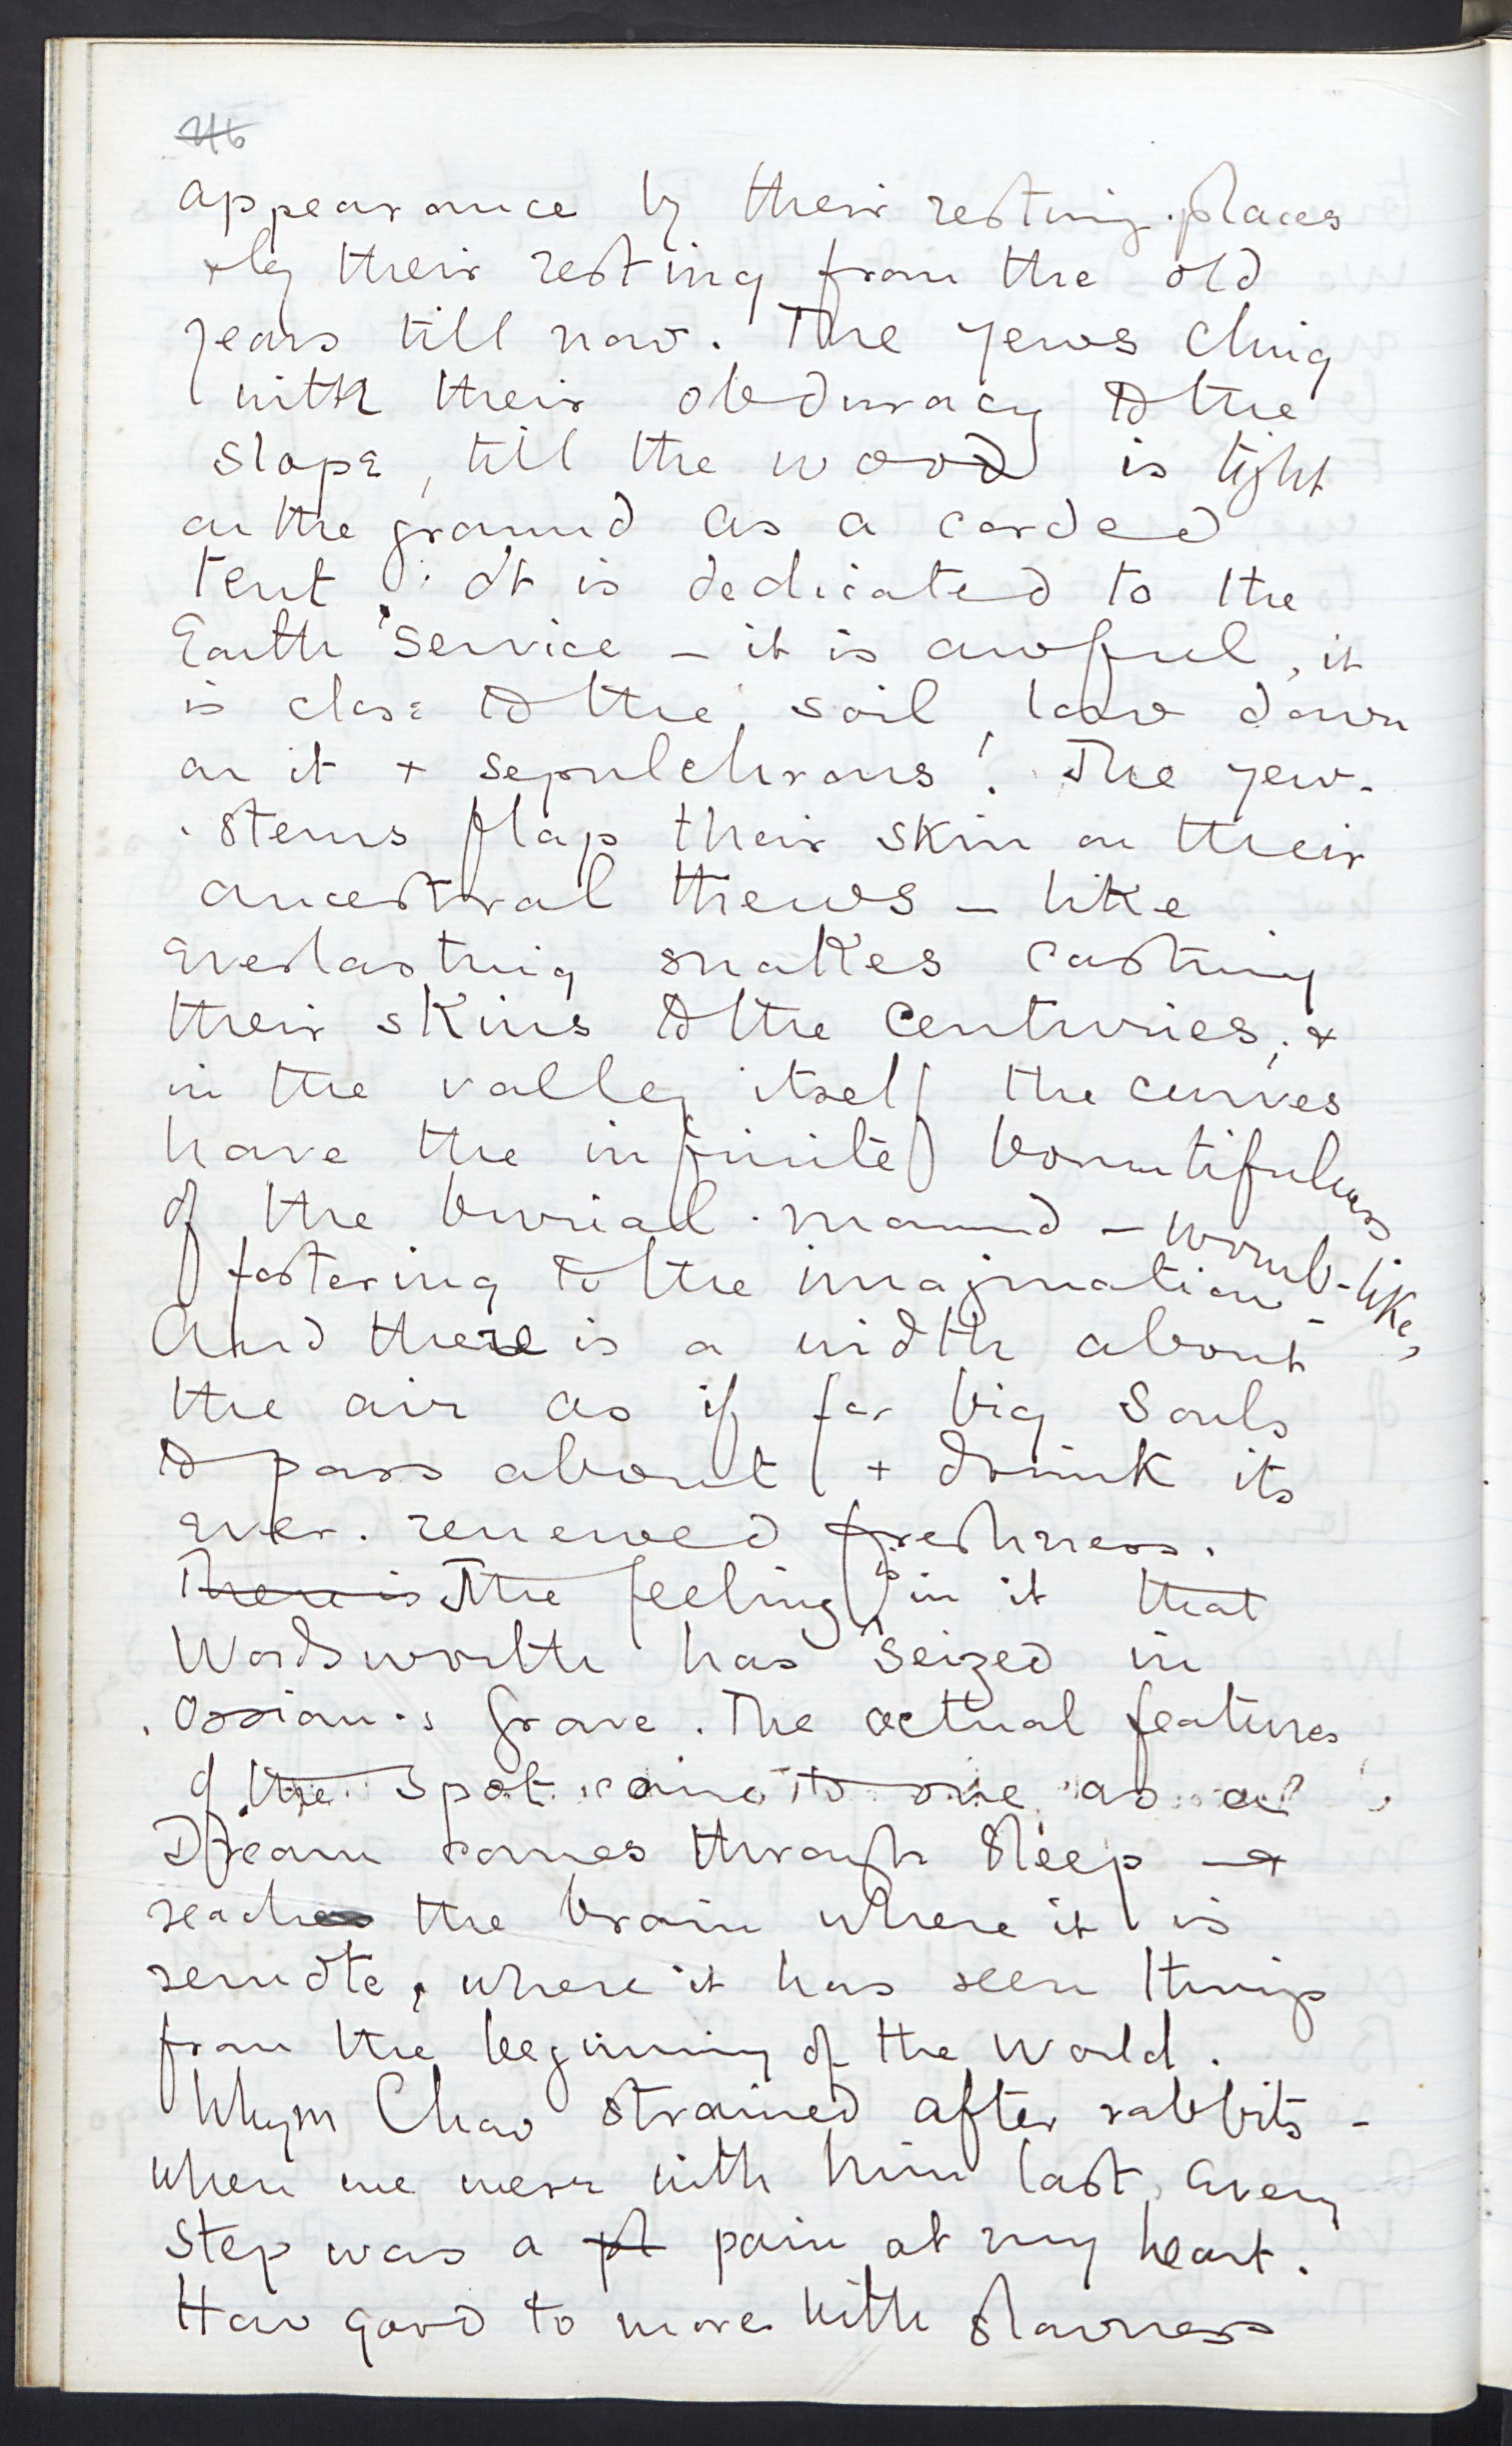 46
appearance by their resting-places
+ by their resting from the old
years till now. The yews cling
with their obduracy to the
slope, till the wood is tight
on the ground as a corded
tent. It is dedicated to the
Earth service - it is awful, it
is close to the soil, low down
on it + sepulchrous! The yew-
-stems flap their skin on their
ancestral thews - like
everlasting snakes casting
their skins to the centuries; &
in the valley itself the curves
have the infinite bountifulness
of the burial-mound - womb-like,
fostering to the imagination -
And there is a width about
the air as if for big Souls
to pass about + drink its
ever-renewed freshness.
There is The feeling is in it that
Wordsworth has seized in
Ossian's Grave. The actual features
of the spot come to one as a
Dream comes through Sleep - &
reaches the brain where it is
remote, where it has seen things
from the beginning of the world.
Whym Chow strained after rabbits -
when we were with him last, every
step was a pl pain at my heart.
How good to move with slowness